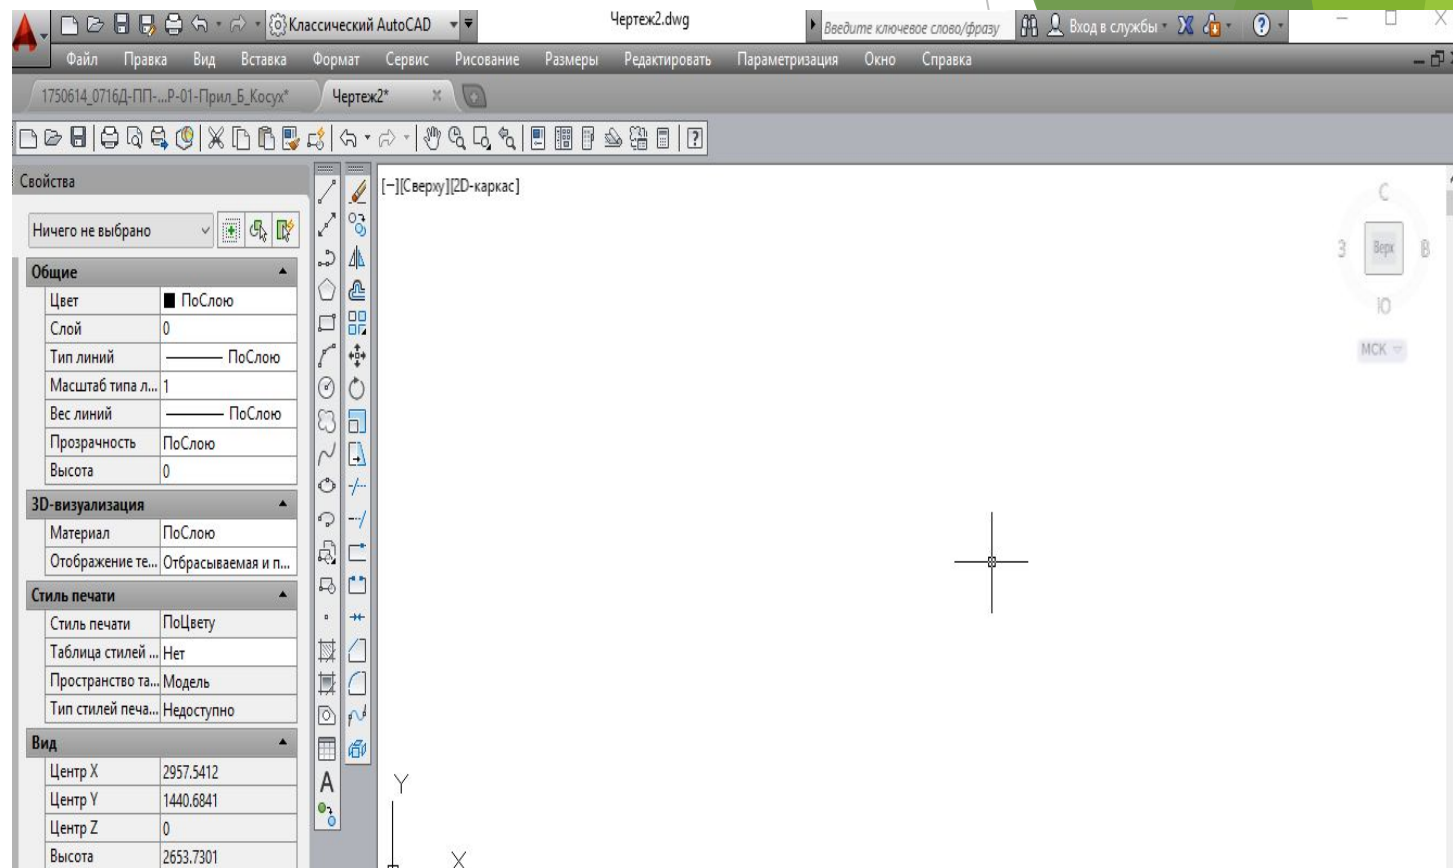 Классический AutoCAD Чертеж2.dwg Введите ключевое слово/фразу Вход в службы
Файл Правка Вид Вставка Формат Сервис Рисование Размеры Редактировать Параметризация Окно Справка
1750614_0716Д-ПП-...Р-01-Прил_Б_Косух* Чертеж2*
Свойства
[−][Сверху][2D-каркас]
С
Ничего не выбрано
З Верх В
Общие
Цвет ПоСлою
Ю
Слой 0
МСК
Тип линий ПоСлою
Масштаб типа л... 1
Вес линий ПоСлою
Прозрачность ПоСлою
Высота 0
3D-визуализация
Материал ПоСлою
Отображение те... Отбрасываемая и п...
Стиль печати
Стиль печати ПоЦвету
Таблица стилей ... Нет
Пространство та... Модель
Тип стилей печа... Недоступно
Вид
Центр X 2957.5412
A
Y
Центр Y 1440.6841
Центр Z 0
Высота 2653.7301
X